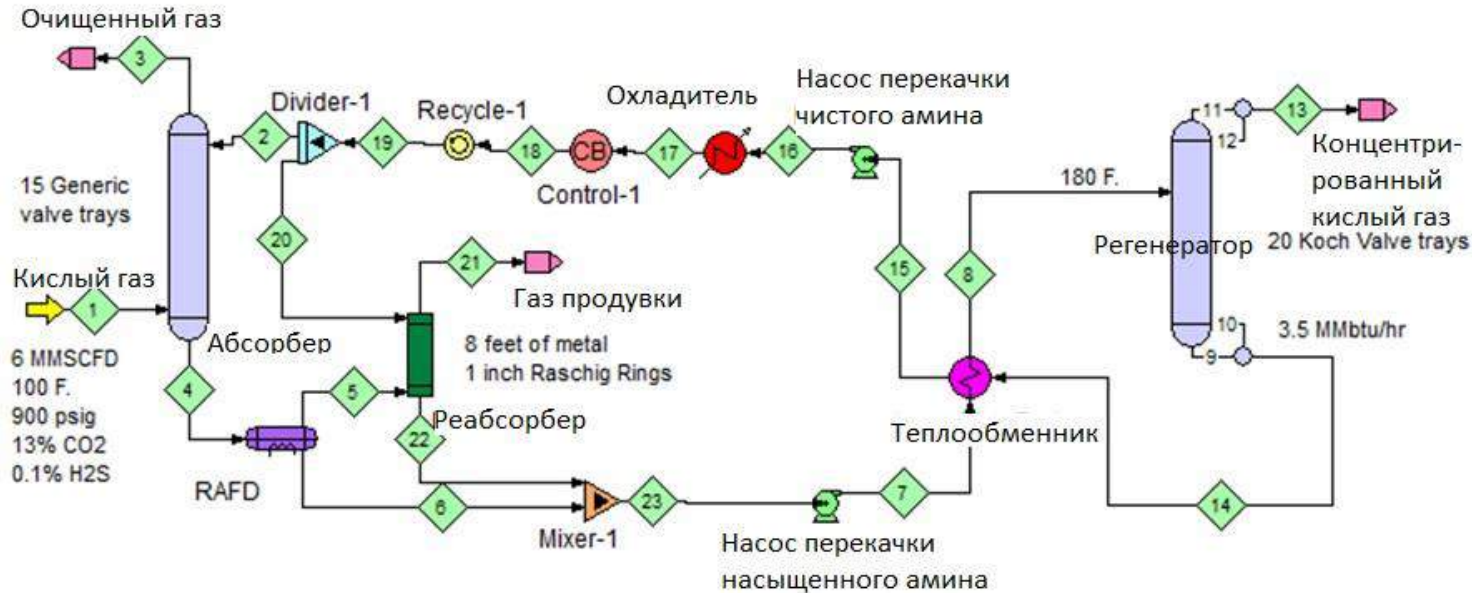 Очищенный газ
3
Divider-1
Recycle-1
Охладитель
Насос перекачки
чистого амина
2
19
18
CB
17
16
Control-1
11
12
13
Концентри-
рованный
кислый газ
15 Generic
valve trays
180 F.
Регенератор
20 Koch Valve trays
20
21
Газ продувки
15
8
Кислый газ
1
Абсорбер
6 MMSCFD
100 F.
900 psig
13% CO2
0.1% H2S
4
5
8 feet of metal
1 inch Raschig Rings
Реабсорбер
10
9
3.5 MMbtu/hr
Теплообменник
RAFD
22
6
23
Mixer-1
7
14
Насос перекачки
насыщенного амина